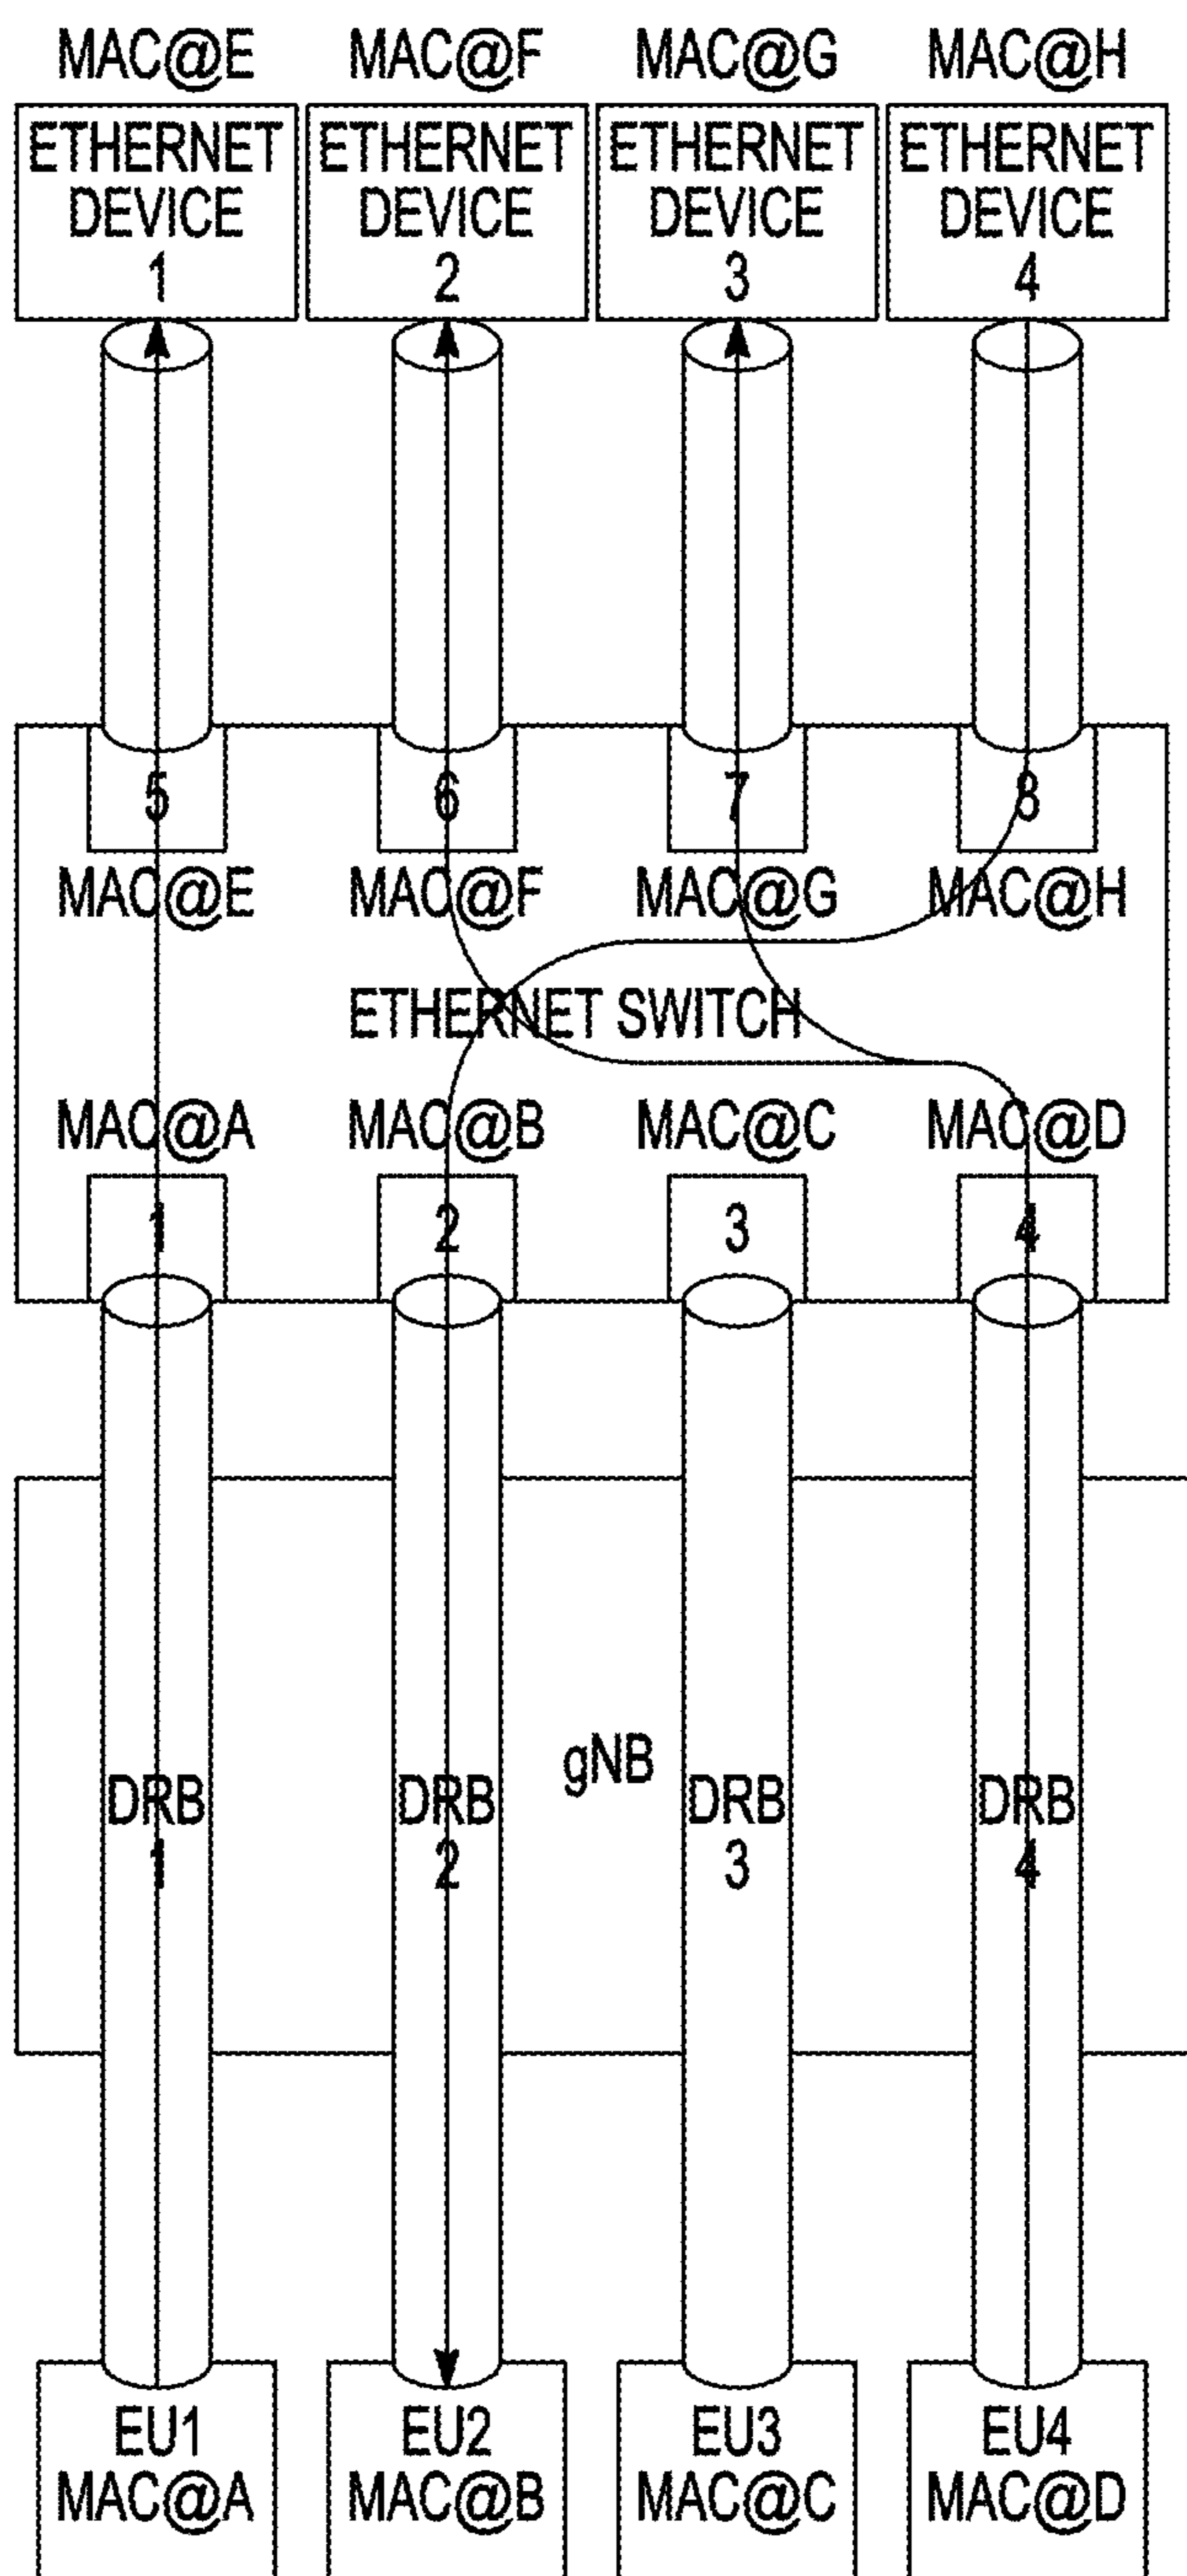 MAC@E MAC@F MAC@G MAC@H
ETHERNET ETHERNET ETHERNET ETHERNET
DEVICE DEVICE DEVICE DEVICE
1 2 3 4
5 6 7 8
MAC@E MAC@F MAC@G MAC@H
ETHERNET SWITCH
MAC@A MAC@B MAC@C MAC@D
1 2 3 4
gNB
DRB DRB DRB DRB
1 2 3 4
EU1 EU2 EU3 EU4
MAC@A MAC@B MAC@C MAC@D